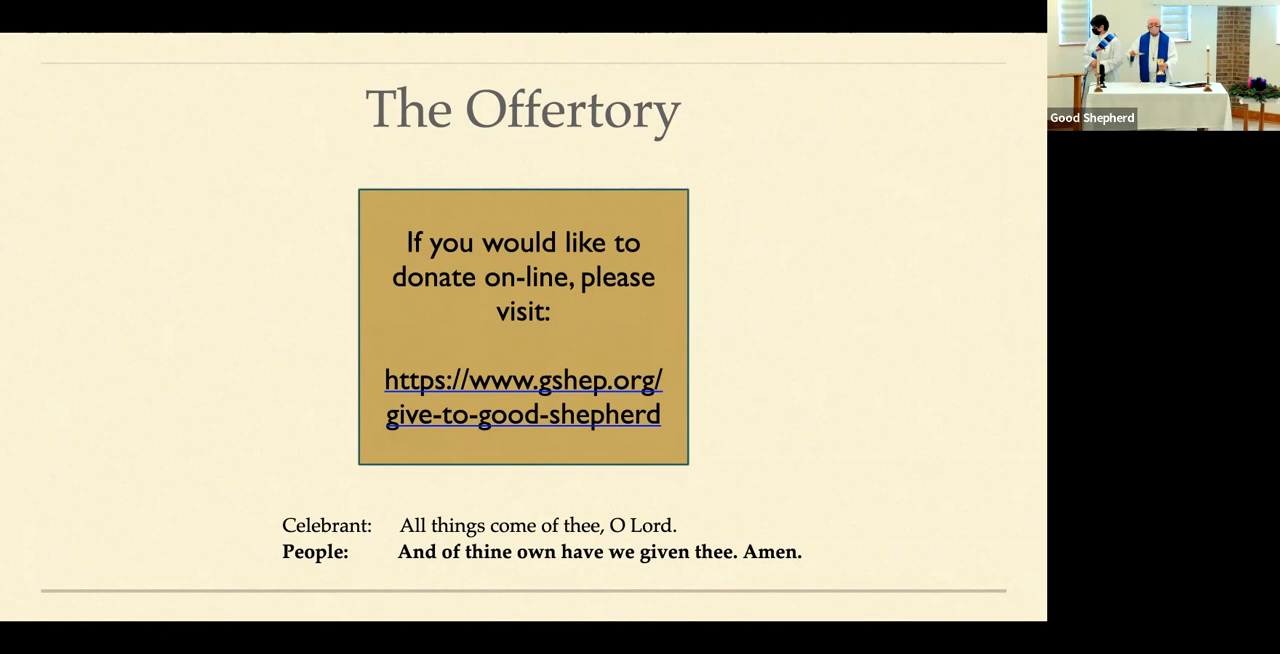 The Offertory
If you would like to
donate on-line, please
visit:
https://www.gshep.org/
give-to-good-shepherd
Celebrant: All things come of thee, O Lord.
People: And of thine own have we given thee. Amen.
Good Shepherd